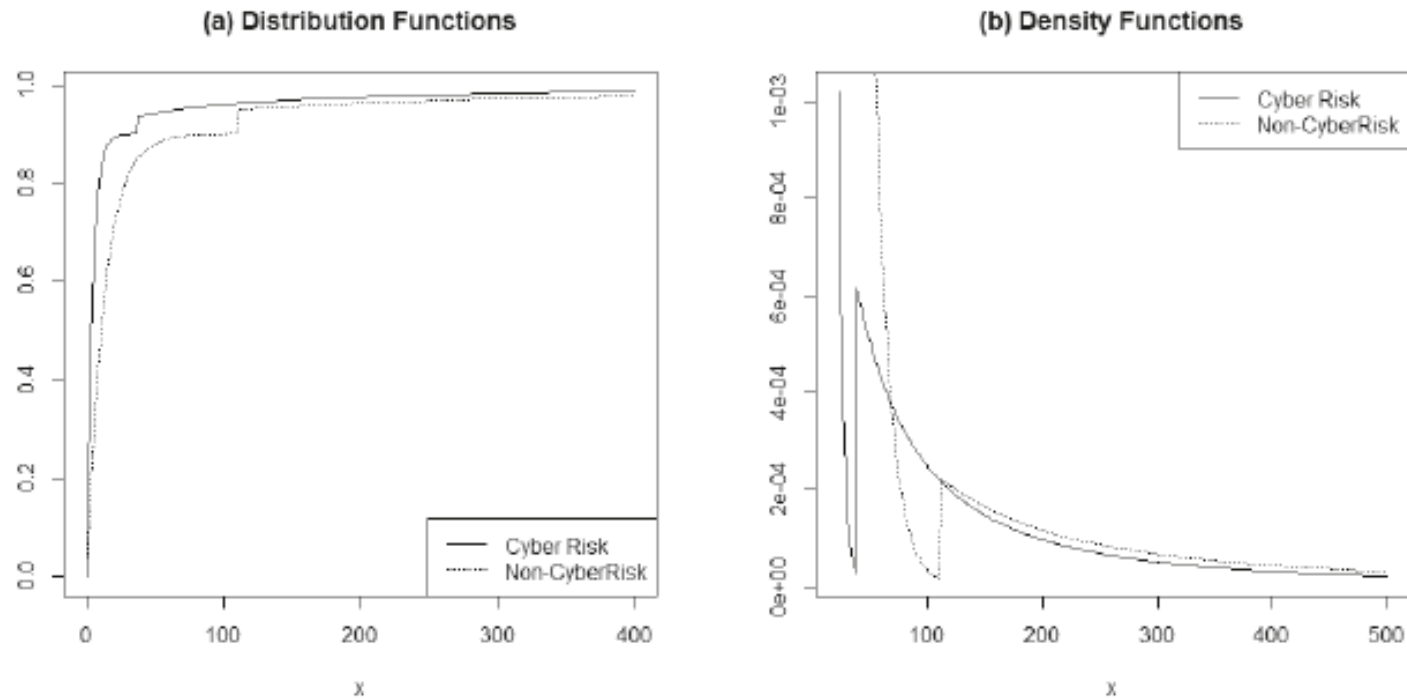 (a) Distribution Functions
1.0
0.8
0.6
0.4
0.2
0.0
Cyber Risk
Non-CyberRisk
0 100 200 300 400
x
(b) Density Functions
1e-03
8e-04
6e-04
4e-04
2e-04
0e+00
Cyber Risk
Non-CyberRisk
100 200 300 400 500
x